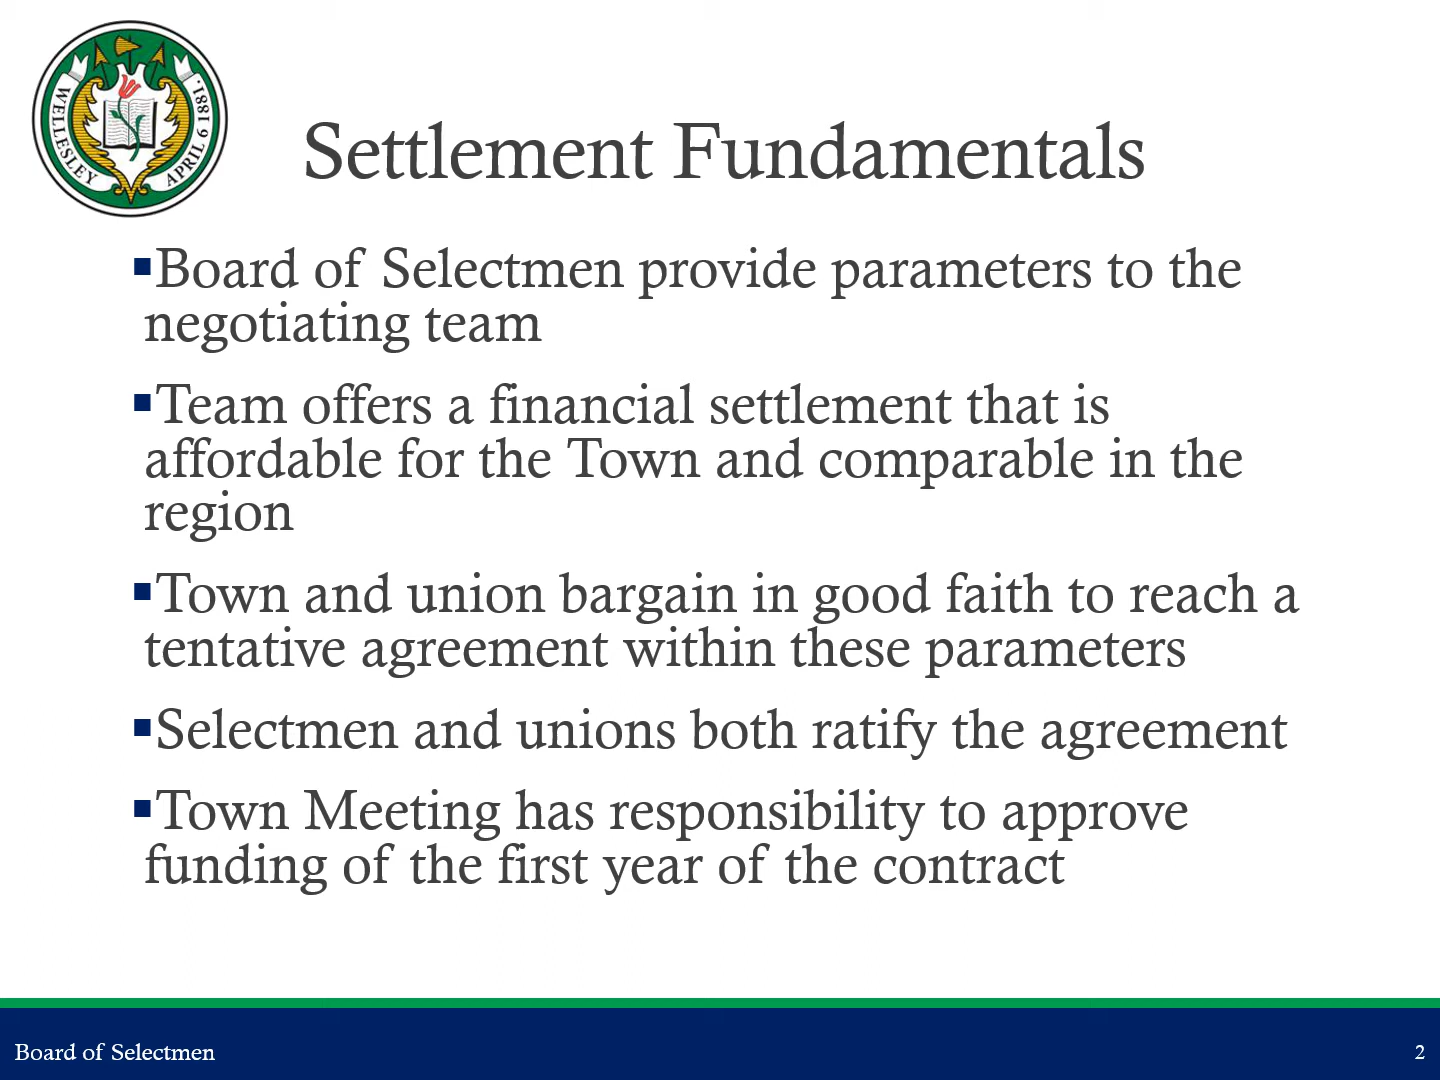 WELLESLEY
APRIL 6 1881.
Settlement Fundamentals
▪Board of Selectmen provide parameters to the
negotiating team
▪Team offers a financial settlement that is
affordable for the Town and comparable in the
region
▪Town and union bargain in good faith to reach a
tentative agreement within these parameters
▪Selectmen and unions both ratify the agreement
▪Town Meeting has responsibility to approve
funding of the first year of the contract
Board of Selectmen
2